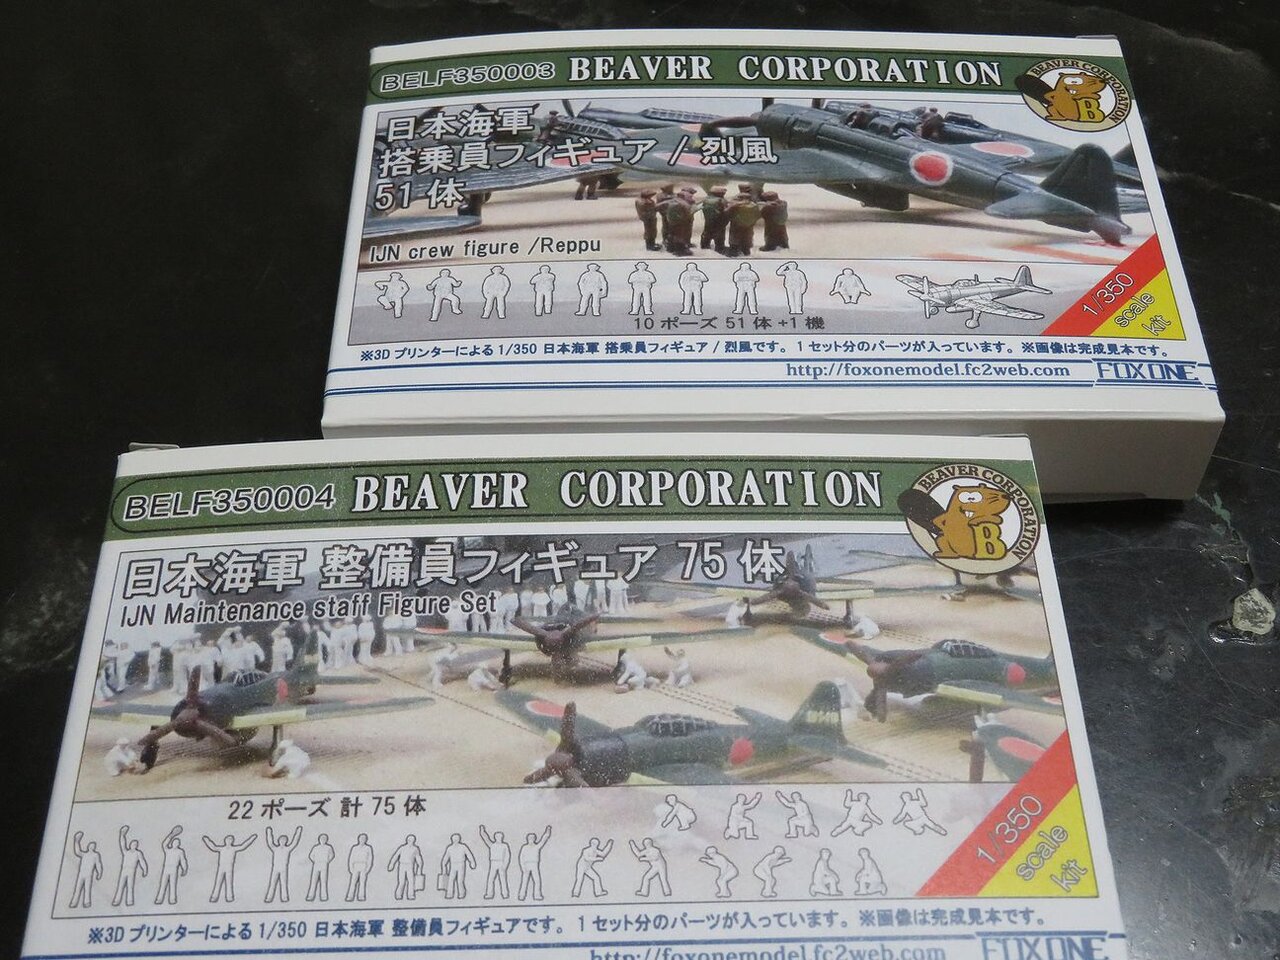 BELF350003 BEAVER CORPORATION
BEAVER CORPORATION
B
日本海軍
搭乗員フィギュア / 烈風
51 体
IJN crew figure /Reppu
1/350
scale
kit
10 ポーズ 51 体 +1 機
※3D プリンターによる 1/350 日本海軍 搭乗員フィギュア / 烈風です。1 セット分のパーツが入っています。※画像は完成見本です。
http://foxonemodel.fc2web.com FOX ONE
BELF350004 BEAVER CORPORATION
BEAVER CORPORATION
B
日本海軍 整備員フィギュア 75 体
IJN Maintenance staff Figure Set
22 ポーズ 計 75 体
1/350
scale
kit
※3D プリンターによる 1/350 日本海軍 整備員フィギュアです。1 セット分のパーツが入っています。※画像は完成見本です。
http://foxonemodel.fc2web.com FOX ONE